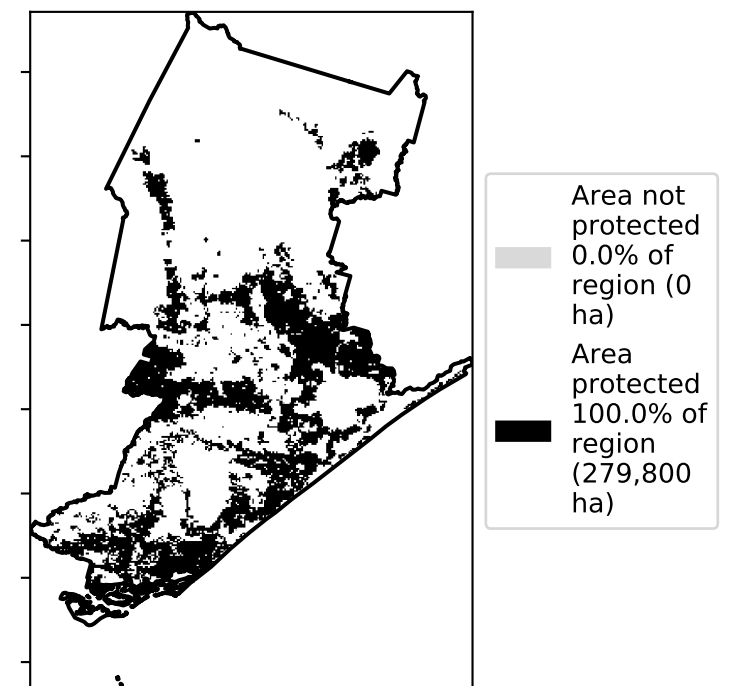 Area not
protected
0.0% of
region (0
ha)
Area
protected
100.0% of
region
(279,800
ha)